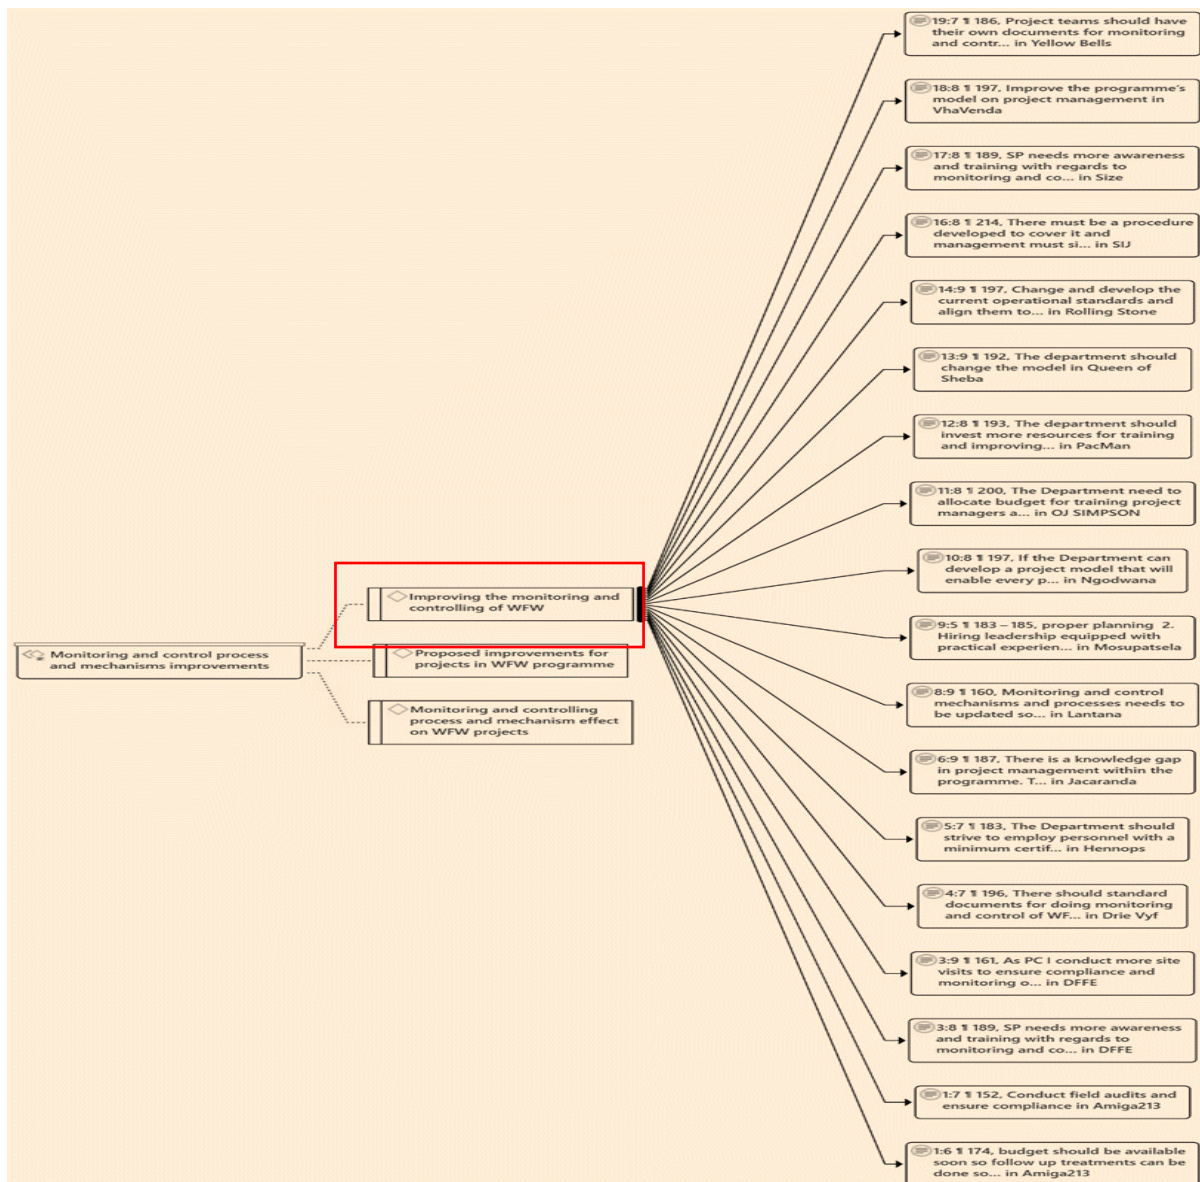 Monitoring and control process
and mechanisms improvements
Improving the monitoring and
controlling of WFW
Proposed improvements for
projects in WFW programme
Monitoring and controlling
process and mechanism effect
on WFW projects
19:7 ¶ 186, Project teams should have
their own documents for monitoring
and contr... in Yellow Bells
18:8 ¶ 197, Improve the programme's
model on project management in
VhaVenda
17:8 ¶ 189, SP needs more awareness
and training with regards to
monitoring and co... in Size
16:8 ¶ 214, There must be a procedure
developed to cover it and
management must si... in SIJ
14:9 ¶ 197, Change and develop the
current operational standards and
align them to... in Rolling Stone
13:9 ¶ 192, The department should
change the model in Queen of
Sheba
12:8 ¶ 193, The department should
invest more resources for training
and improving... in PacMan
11:8 ¶ 200, The Department need to
allocate budget for training project
managers a... in OJ SIMPSON
10:8 ¶ 197, If the Department can
develop a project model that will
enable every p... in Ngodwana
9:5 ¶ 183 – 185, proper planning 2.
Hiring leadership equipped with
practical experien... in Mosupatsela
8:9 ¶ 160, Monitoring and control
mechanisms and processes needs to
be updated so... in Lantana
6:9 ¶ 187, There is a knowledge gap
in project management within the
programme. T... in Jacaranda
5:7 ¶ 183, The Department should
strive to employ personnel with a
minimum certif... in Hennops
4:7 ¶ 196, There should standard
documents for doing monitoring
and control of WF... in Drie Vyf
3:9 ¶ 161, As PC I conduct more site
visits to ensure compliance and
monitoring o... in DFFE
3:8 ¶ 189, SP needs more awareness
and training with regards to
monitoring and co... in DFFE
1:7 ¶ 152, Conduct field audits and
ensure compliance in Amiga213
1:6 ¶ 174, budget should be available
soon so follow up treatments can be
done so... in Amiga213